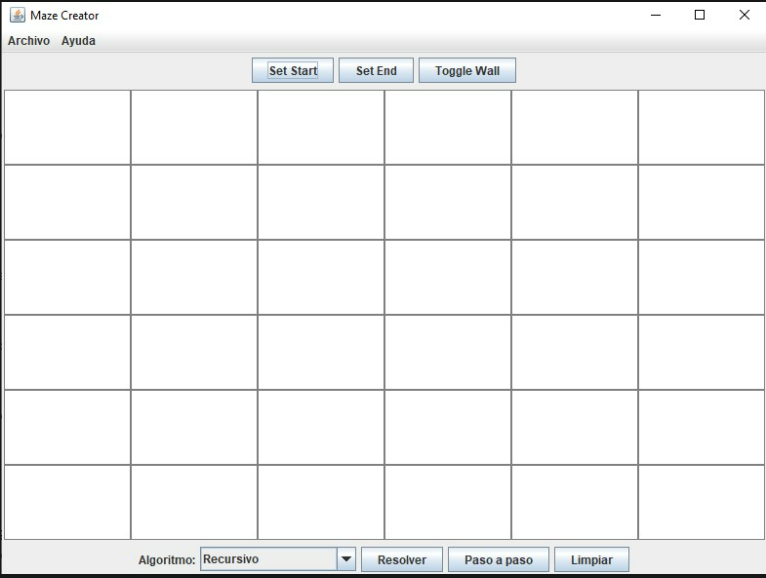 Maze Creator
Archivo Ayuda
Set Start Set End Toggle Wall
Algoritmo: Recursivo Resolver Paso a paso Limpiar